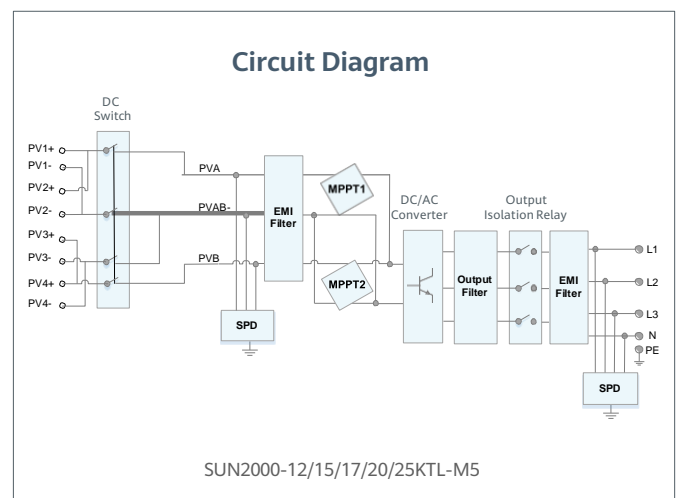 Circuit Diagram
DC
Switch
PV1+
PV1-
PV2+
PV2-
PV3+
PV3-
PV4+
PV4-
PVA
PVAB-
PVB
EMI
Filter
SPD
MPPT1
MPPT2
DC/AC
Converter
Output
Filter
Output
Isolation Relay
EMI
Filter
L1
L2
L3
N
PE
SPD
SUN2000-12/15/17/20/25KTL-M5